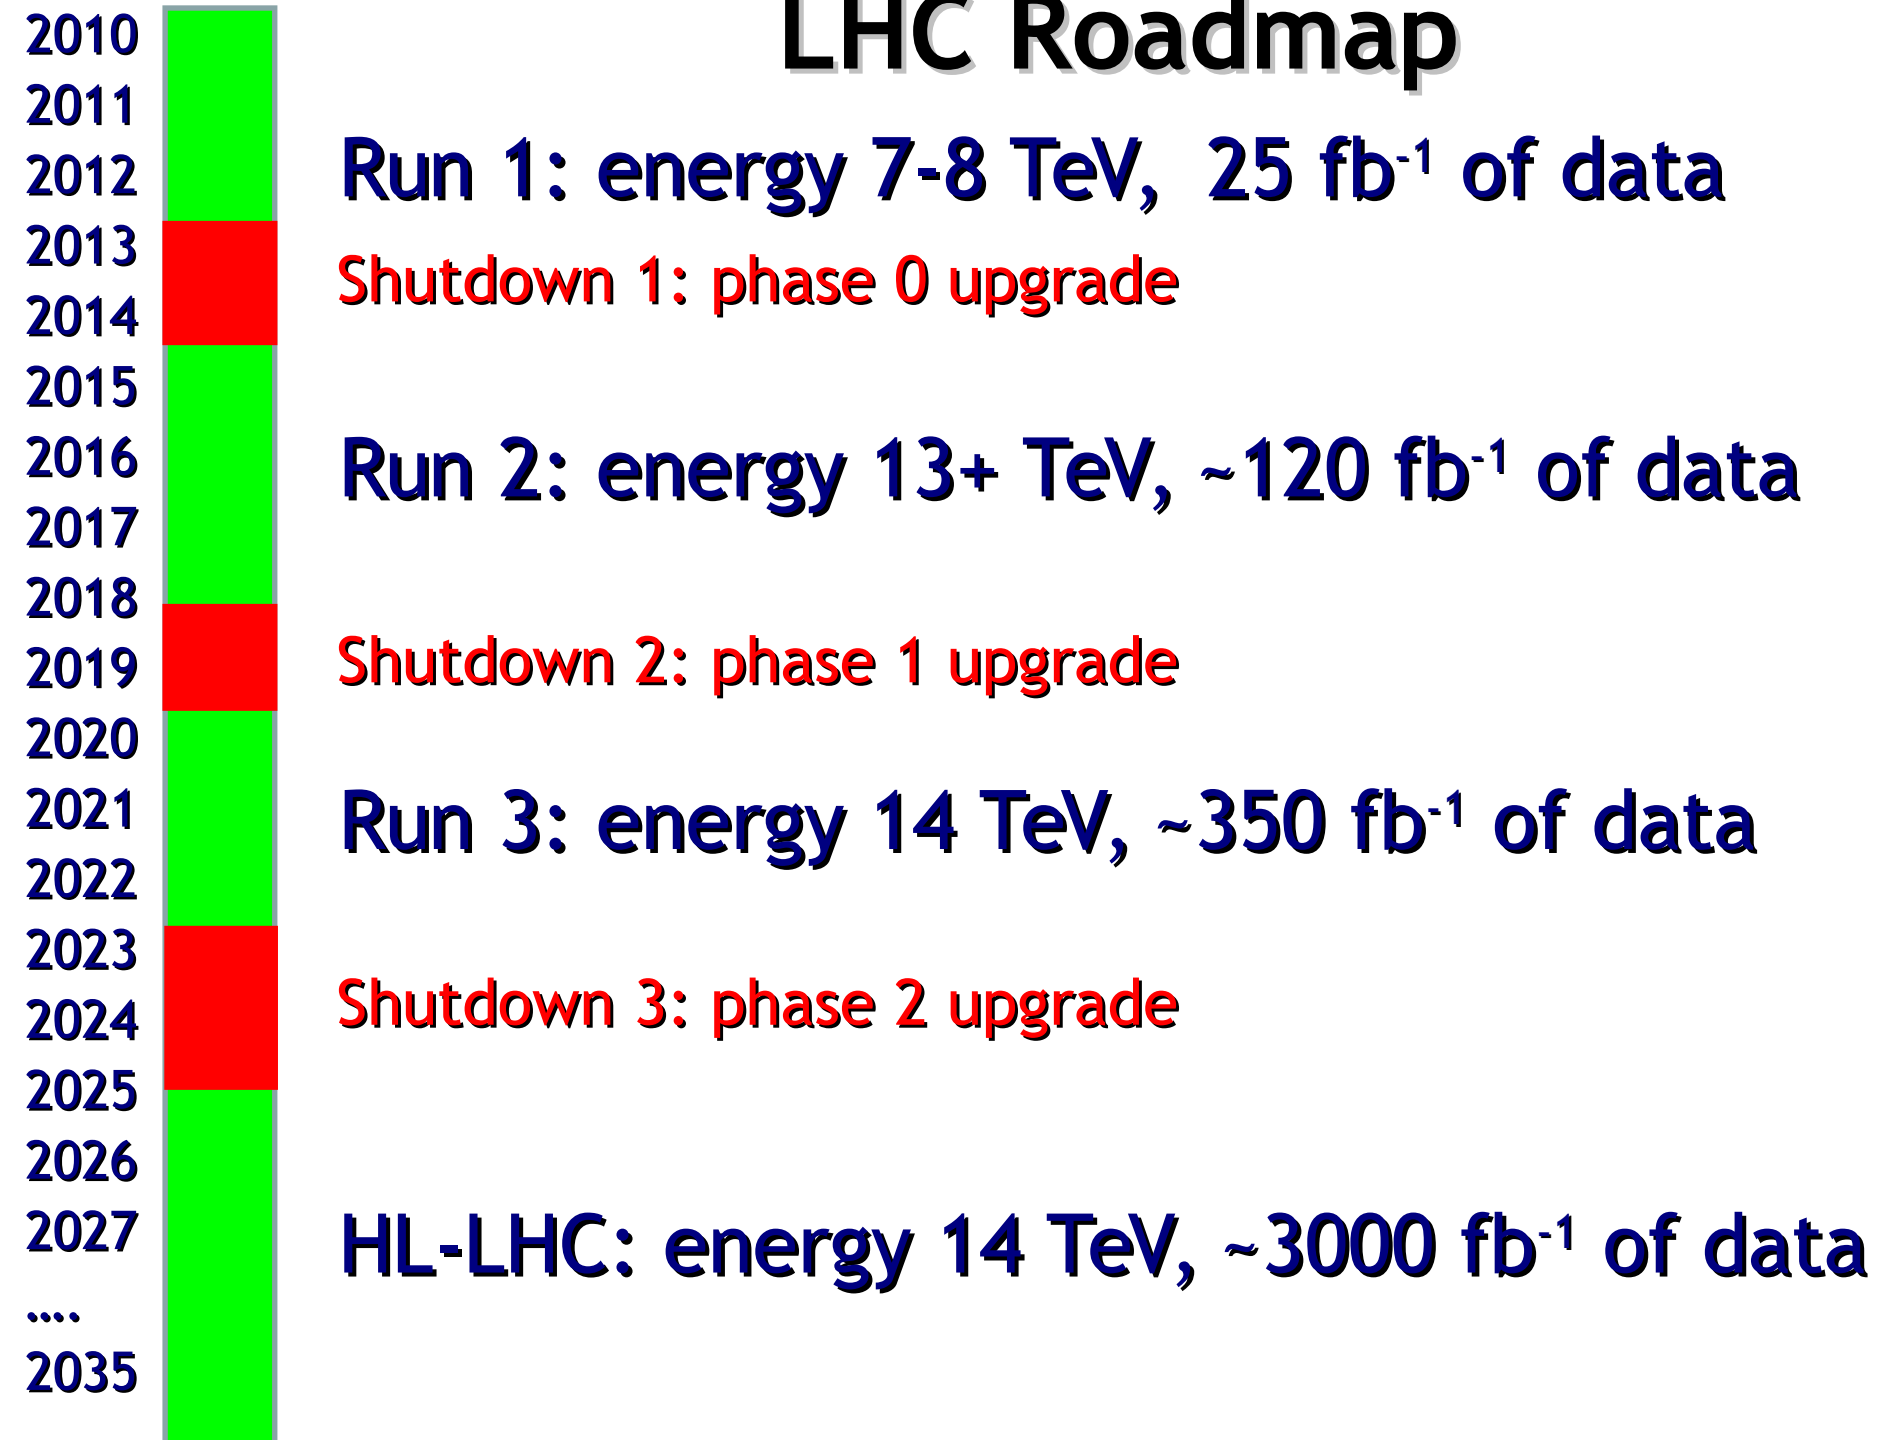 LHC Roadmap
2010
2011
2012
Run 1: energy 7-8 TeV, 25 fb⁻¹ of data
2013
Shutdown 1: phase 0 upgrade
2014
2015
2016
Run 2: energy 13+ TeV, ~120 fb⁻¹ of data
2017
2018
2019
Shutdown 2: phase 1 upgrade
2020
2021
Run 3: energy 14 TeV, ~350 fb⁻¹ of data
2022
2023
2024
Shutdown 3: phase 2 upgrade
2025
2026
2027
HL-LHC: energy 14 TeV, ~3000 fb⁻¹ of data
....
2035